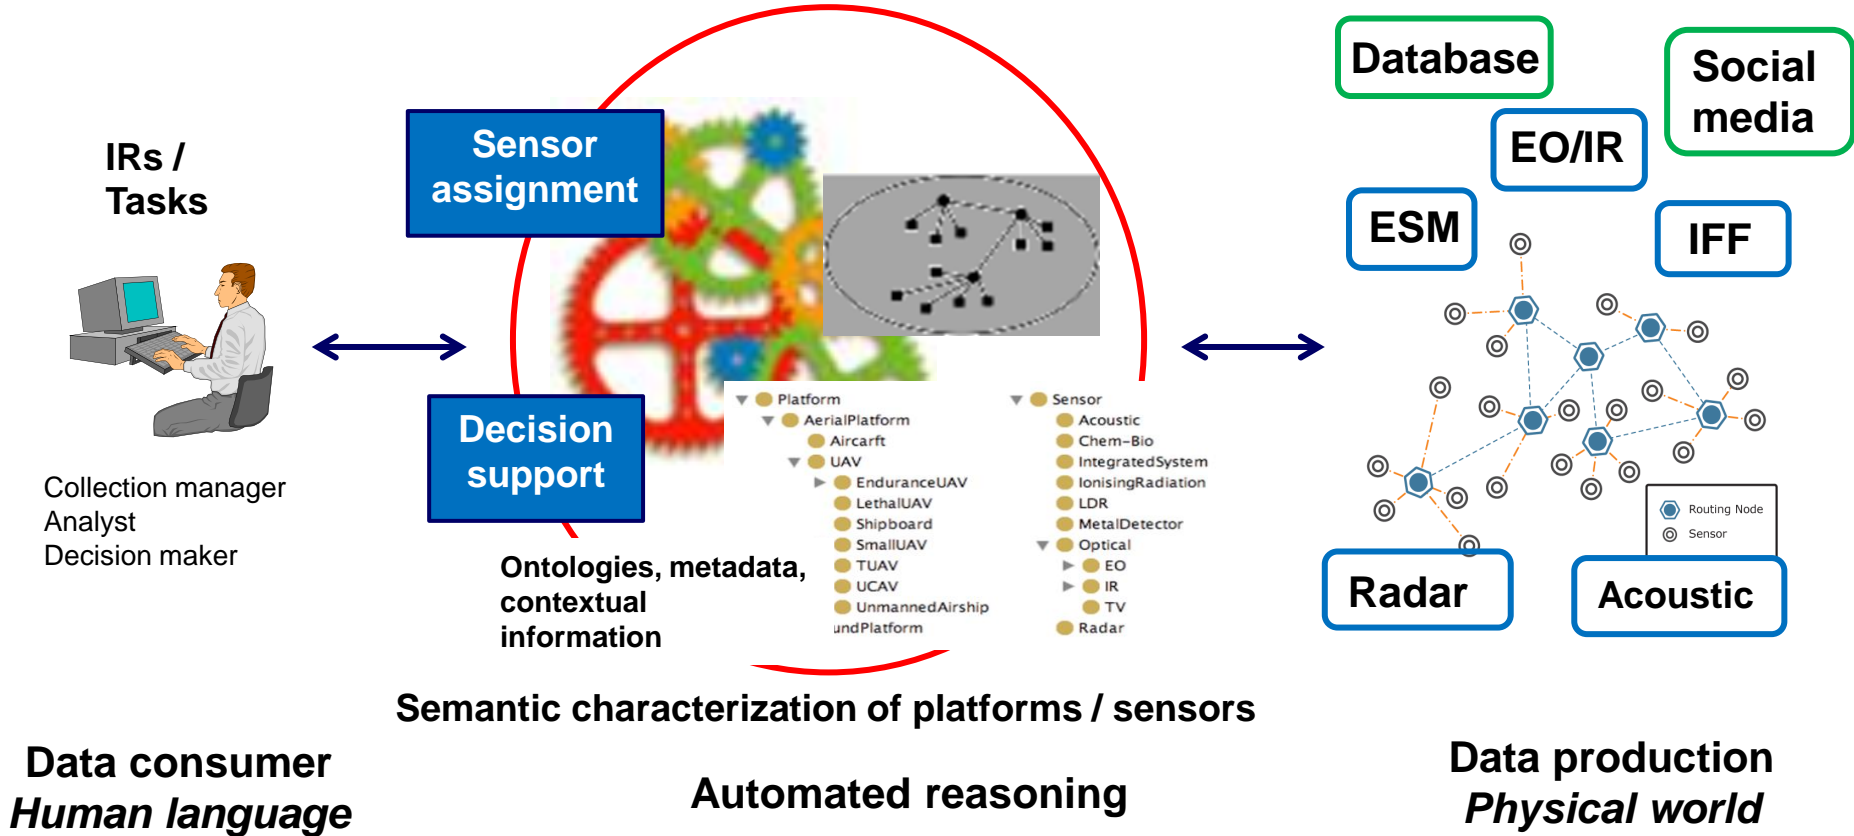 IRs /
Tasks
Collection manager
Analyst
Decision maker
Data consumer
Human language
Sensor
assignment
Decision
support
Ontologies, metadata,
contextual
information
Platform
AerialPlatform
Aircarft
UAV
EnduranceUAV
LethalUAV
Shipboard
SmallUAV
TUAV
UCAV
UnmannedAirship
undPlatform
Sensor
Acoustic
Chem-Bio
IntegratedSystem
IonisingRadiation
LDR
MetalDetector
Optical
EO
IR
TV
Radar
Semantic characterization of platforms / sensors
Automated reasoning
Database
Social
media
EO/IR
ESM
IFF
Routing Node
Sensor
Radar
Acoustic
Data production
Physical world